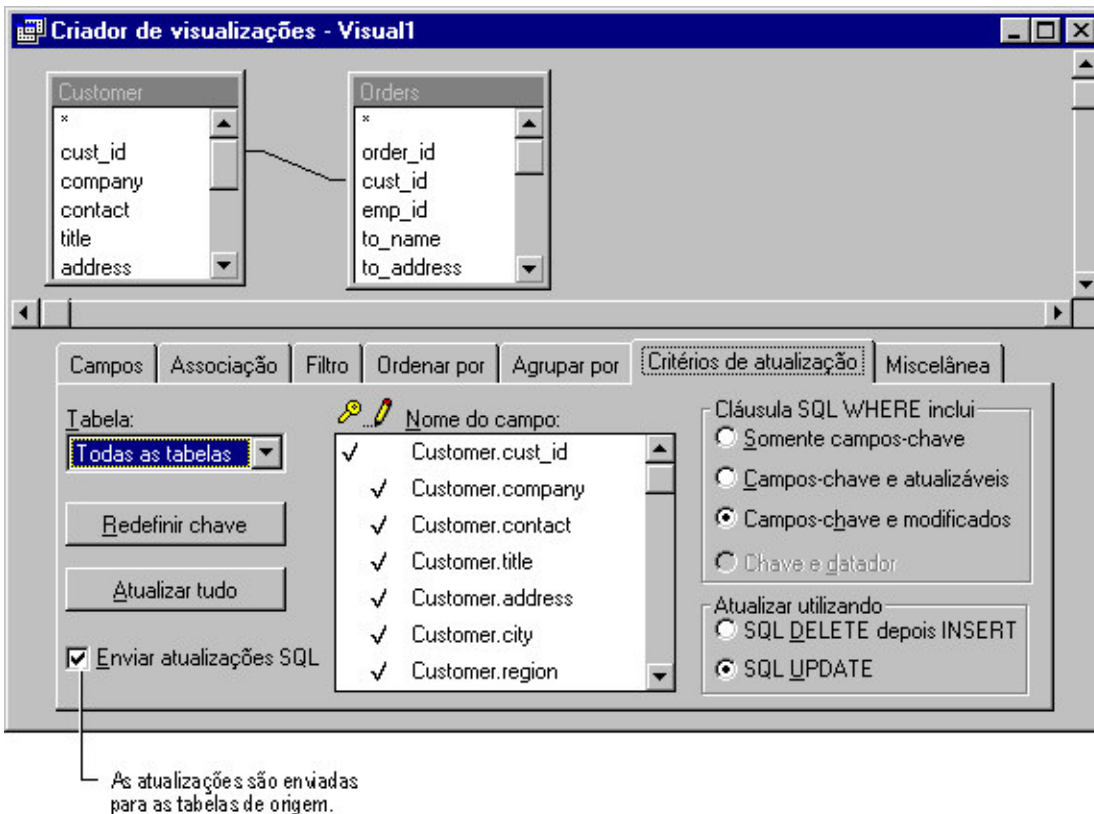 Criador de visualizações - Visual1
Customer
*
cust_id
company
contact
title
address
Orders
*
order_id
cust_id
emp_id
to_name
to_address
Campos
Associação
Filtro
Ordenar por
Agrupar por
Critérios de atualização
Miscelânea
Tabela:
Todas as tabelas
Redefinir chave
Atualizar tudo
Enviar atualizações SQL
Nome do campo:
Customer.cust_id
Customer.company
Customer.contact
Customer.title
Customer.address
Customer.city
Customer.region
Cláusula SQL WHERE inclui
Somente campos-chave
Campos-chave e atualizáveis
Campos-chave e modificados
Chave e datador
Atualizar utilizando
SQL DELETE depois INSERT
SQL UPDATE
As atualizações são enviadas
para as tabelas de origem.